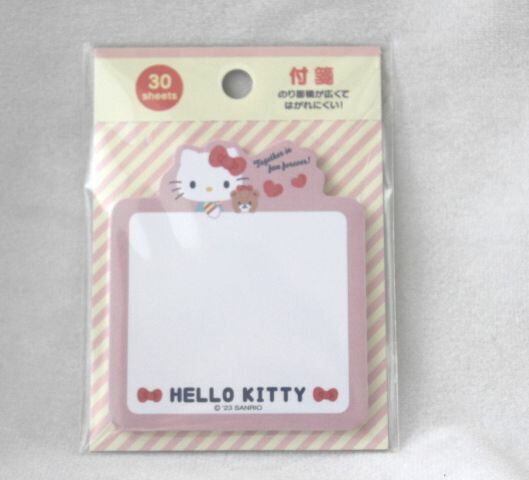 30
sheets
付箋
のり面積が広くて
はがれにくい!
Together in
fun forever!
HELLO KITTY
© '23 SANRIO